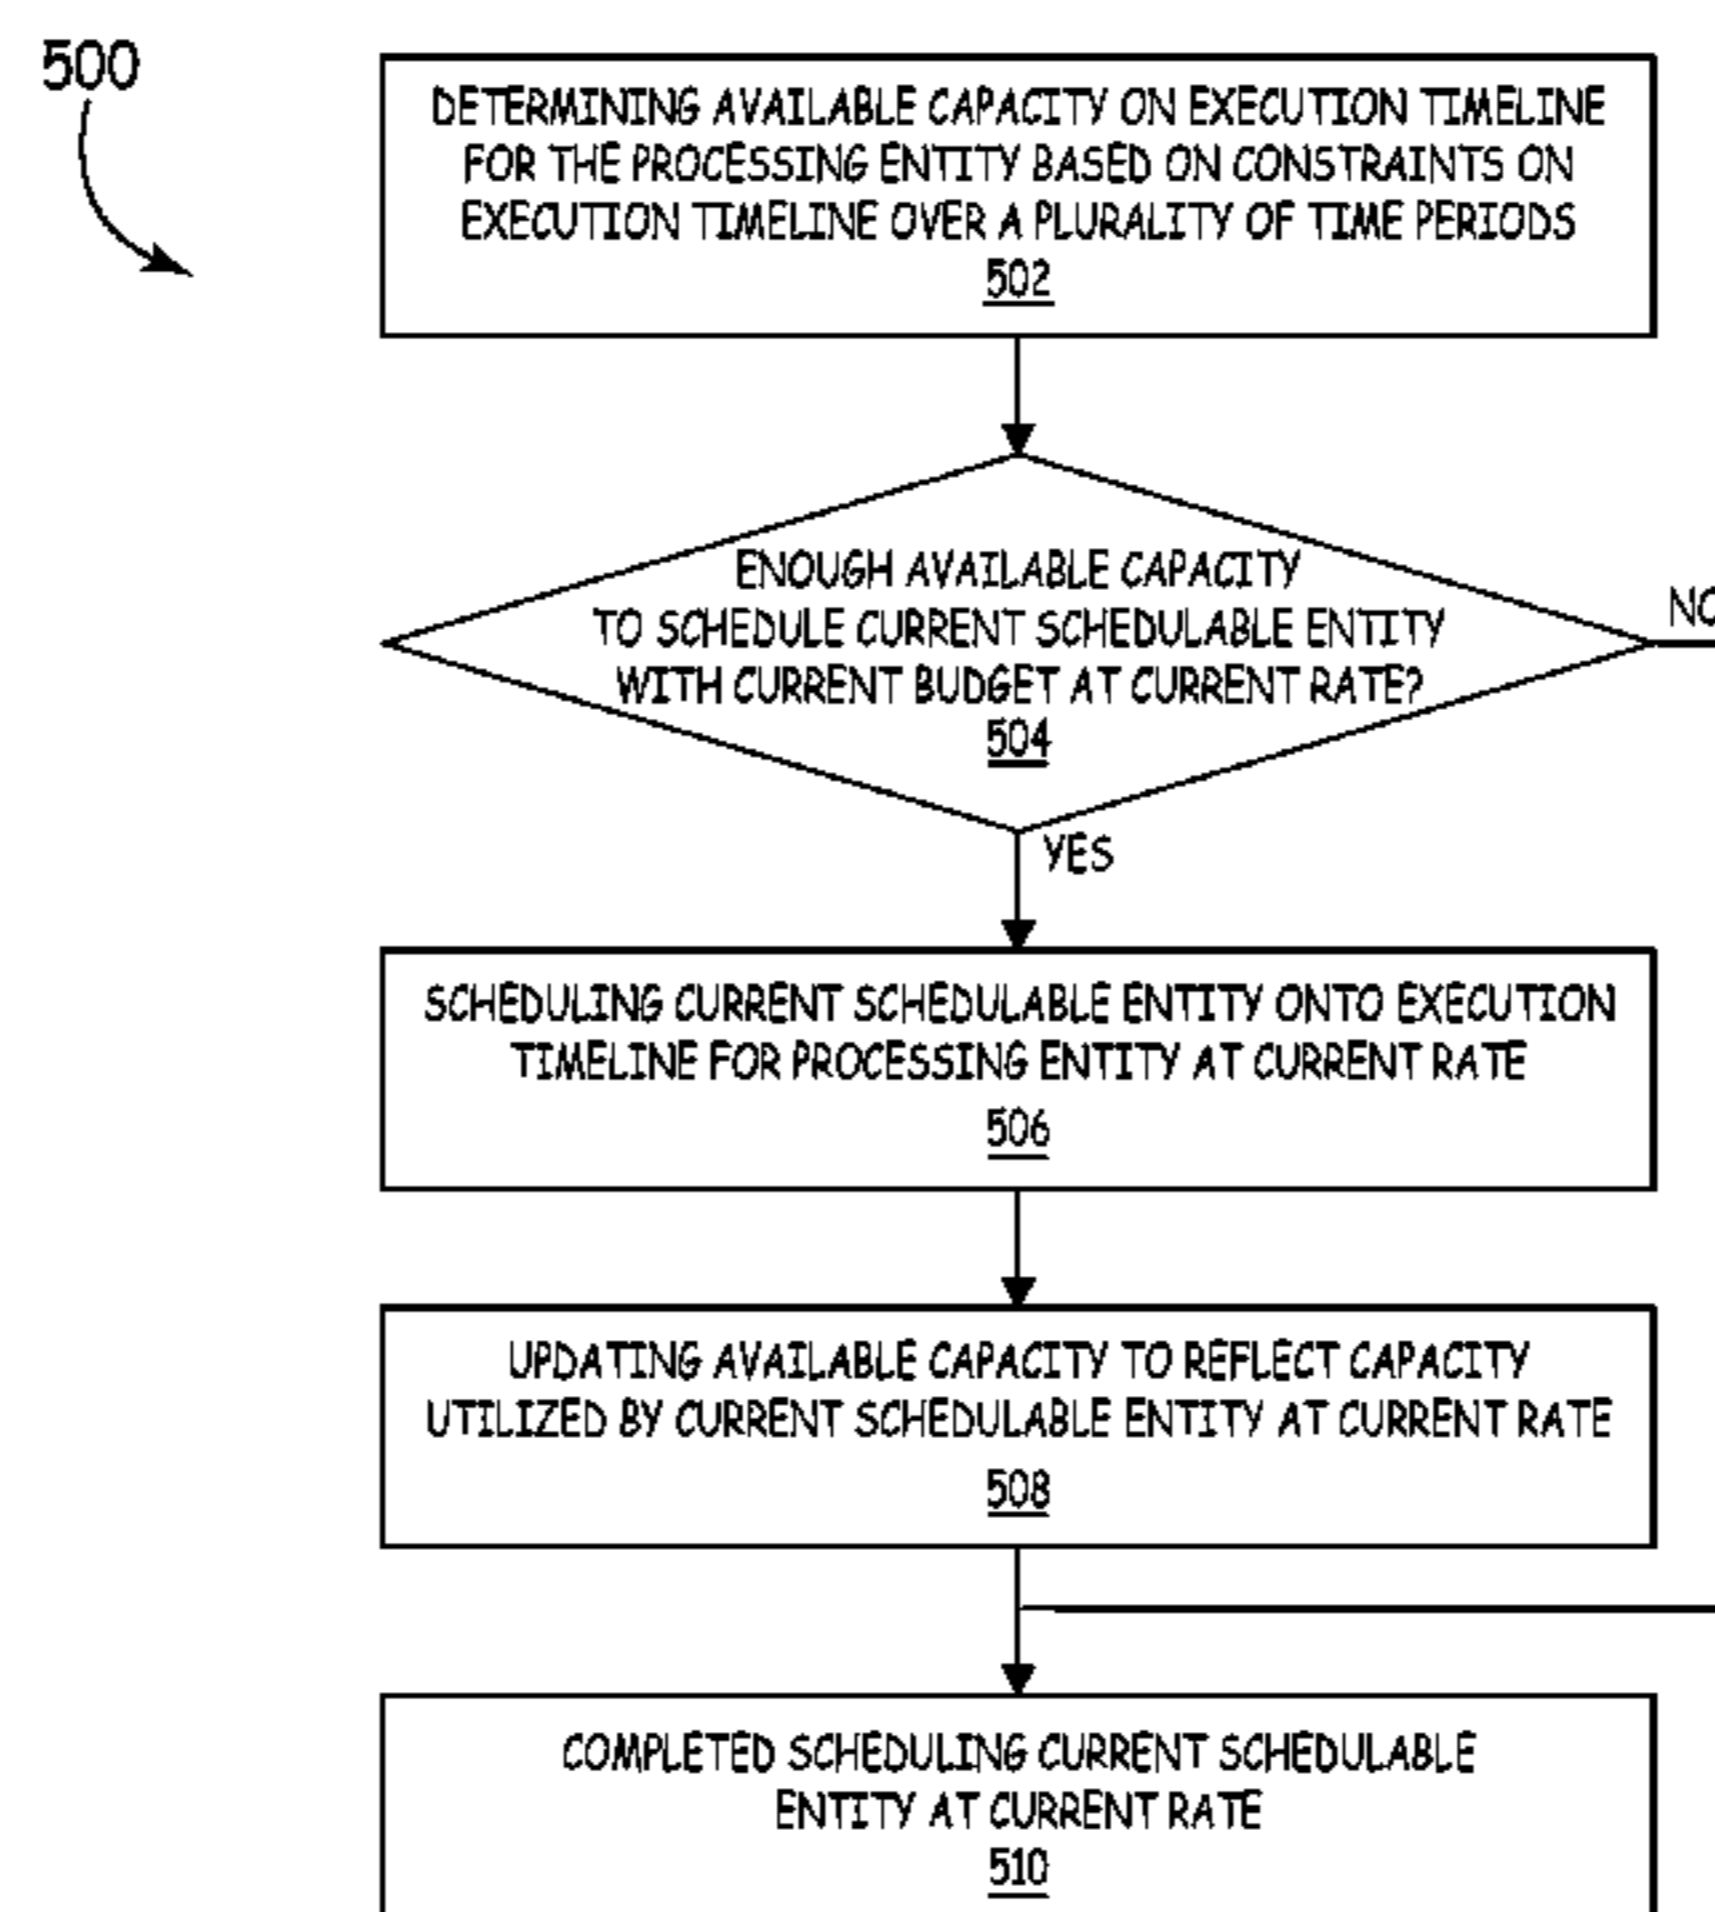 500
DETERMINING AVAILABLE CAPACITY ON EXECUTION TIMELINE
FOR THE PROCESSING ENTITY BASED ON CONSTRAINTS ON
EXECUTION TIMELINE OVER A PLURALITY OF TIME PERIODS
502
ENOUGH AVAILABLE CAPACITY
TO SCHEDULE CURRENT SCHEDULABLE ENTITY
WITH CURRENT BUDGET AT CURRENT RATE?
504
NO
YES
SCHEDULING CURRENT SCHEDULABLE ENTITY ONTO EXECUTION
TIMELINE FOR PROCESSING ENTITY AT CURRENT RATE
506
UPDATING AVAILABLE CAPACITY TO REFLECT CAPACITY
UTILIZED BY CURRENT SCHEDULABLE ENTITY AT CURRENT RATE
508
COMPLETED SCHEDULING CURRENT SCHEDULABLE
ENTITY AT CURRENT RATE
510